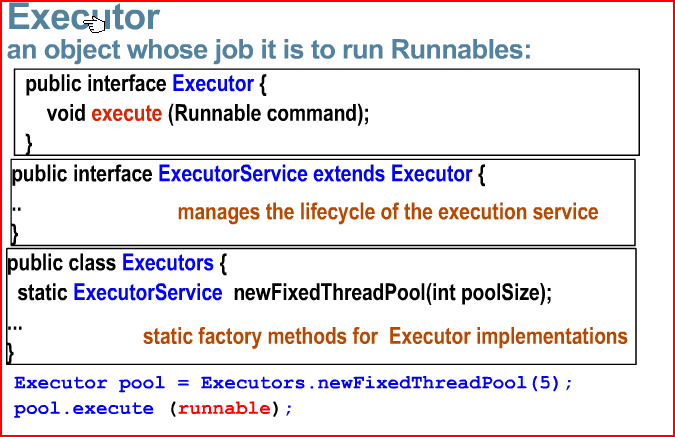 Executor
an object whose job it is to run Runnables:
public interface Executor {
void execute (Runnable command);
}
public interface ExecutorService extends Executor {
..
manages the lifecycle of the execution service
}
public class Executors {
static ExecutorService newFixedThreadPool(int poolSize);
...
static factory methods for Executor implementations
}
Executor pool = Executors.newFixedThreadPool(5);
pool.execute (runnable);